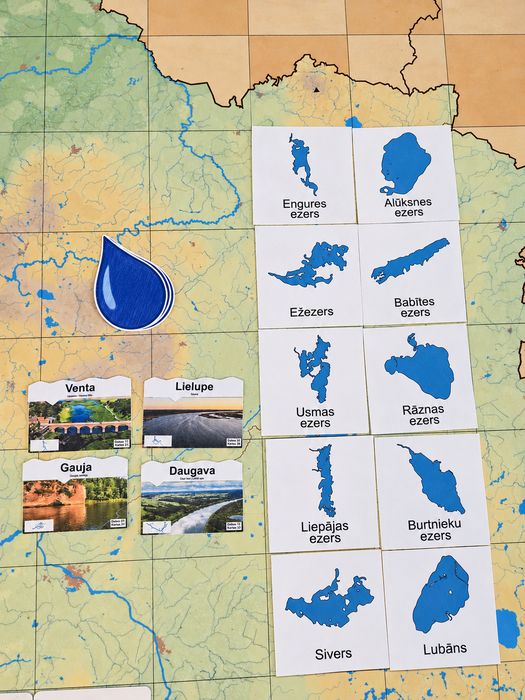 Engures
ezers
Alūksnes
ezers
Ežezers
Babītes
ezers
Usmas
ezers
Rāznas
ezers
Liepājas
ezers
Burtnieku
ezers
Sivers
Lubāns
Venta
Lielupe
Gauja
Daugava